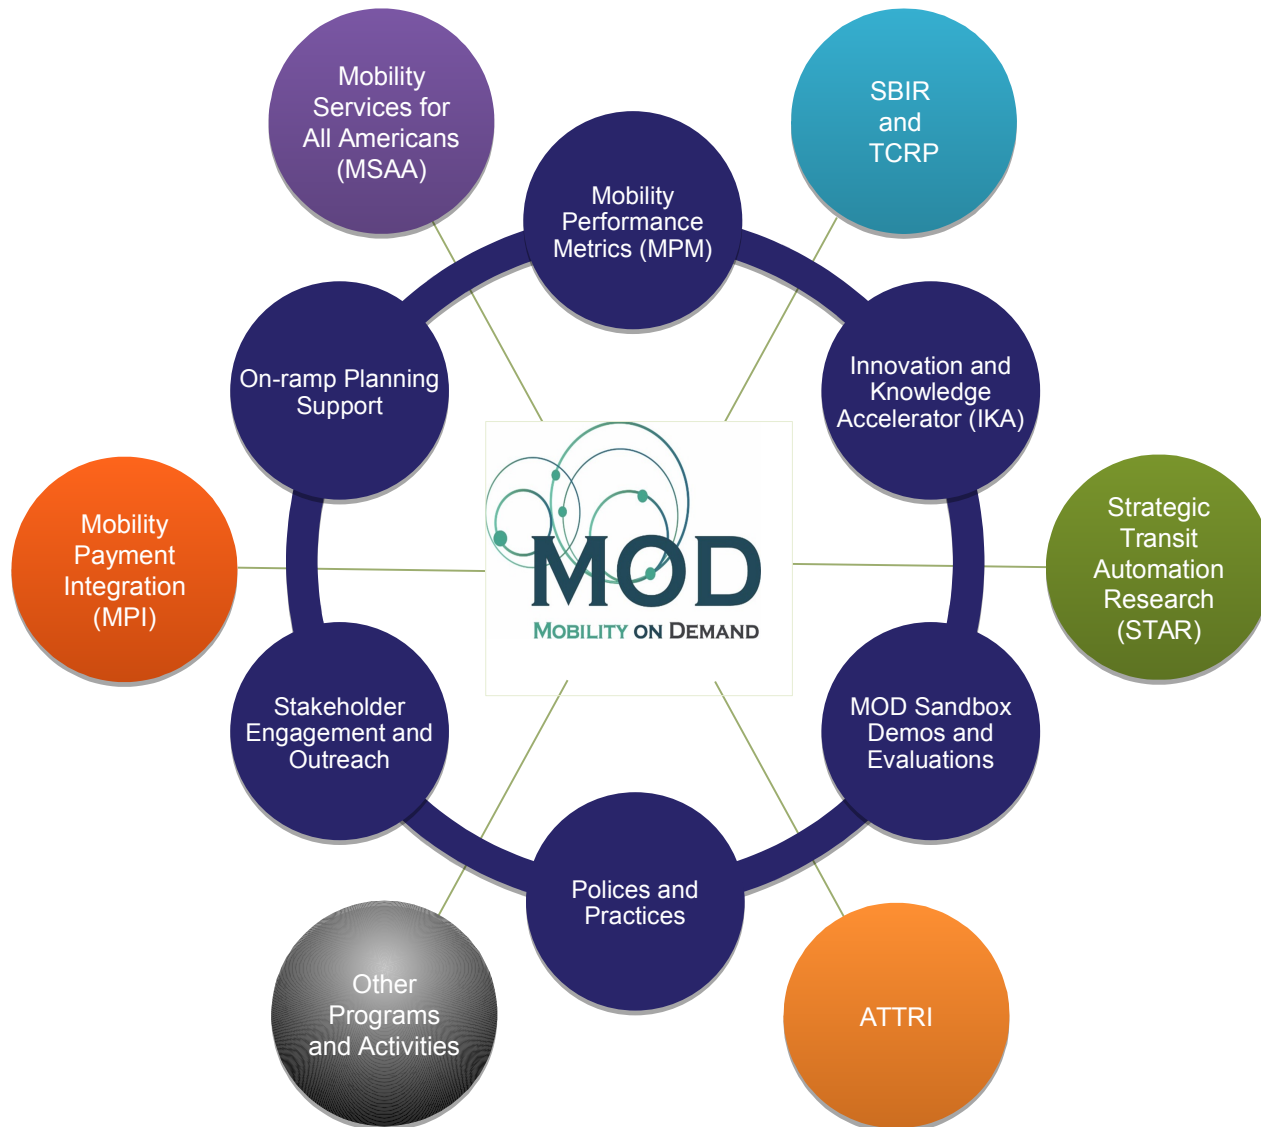 Mobility
Services for
All Americans
(MSAA)
SBIR
and
TCRP
Mobility
Performance
Metrics (MPM)
On-ramp Planning
Support
Innovation and
Knowledge
Accelerator (IKA)
Mobility
Payment
Integration
(MPI)
MOD
MOBILITY ON DEMAND
Strategic
Transit
Automation
Research
(STAR)
Stakeholder
Engagement and
Outreach
MOD Sandbox
Demos and
Evaluations
Polices and
Practices
Other
Programs
and Activities
ATTRI